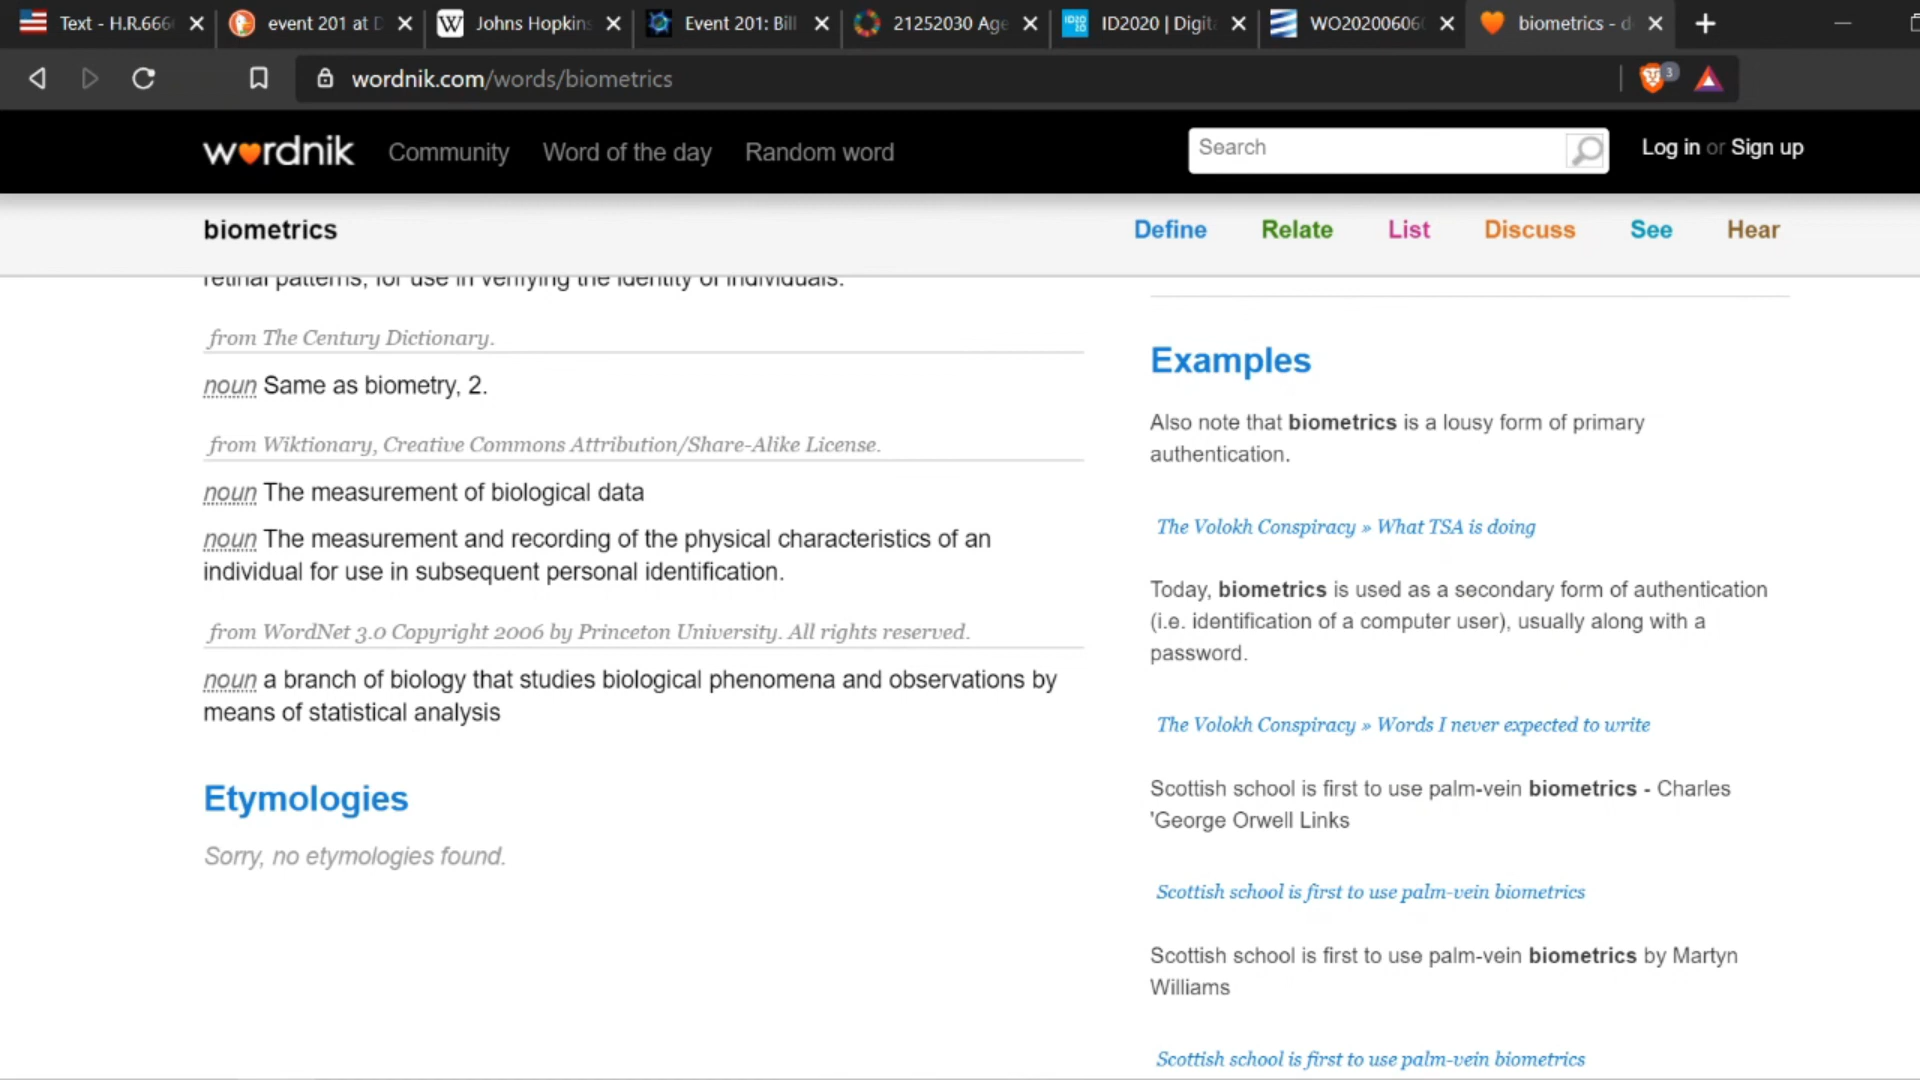 Text - H.R.666
event 201 at D
Johns Hopkins
Event 201: Bill
21252030 Age
ID2020 | Digita
WO202006060
biometrics - d
wordnik.com/words/biometrics
3
wordnik
Community
Word of the day
Random word
Search
Log in or Sign up
biometrics
Define
Relate
List
Discuss
See
Hear
retinal patterns, for use in verifying the identity of individuals.
from The Century Dictionary.
noun Same as biometry, 2.
from Wiktionary, Creative Commons Attribution/Share-Alike License.
noun The measurement of biological data
noun The measurement and recording of the physical characteristics of an
individual for use in subsequent personal identification.
from WordNet 3.0 Copyright 2006 by Princeton University. All rights reserved.
noun a branch of biology that studies biological phenomena and observations by
means of statistical analysis
Etymologies
Sorry, no etymologies found.
Examples
Also note that biometrics is a lousy form of primary
authentication.
The Volokh Conspiracy » What TSA is doing
Today, biometrics is used as a secondary form of authentication
(i.e. identification of a computer user), usually along with a
password.
The Volokh Conspiracy » Words I never expected to write
Scottish school is first to use palm-vein biometrics - Charles
'George Orwell Links
Scottish school is first to use palm-vein biometrics
Scottish school is first to use palm-vein biometrics by Martyn
Williams
Scottish school is first to use palm-vein biometrics